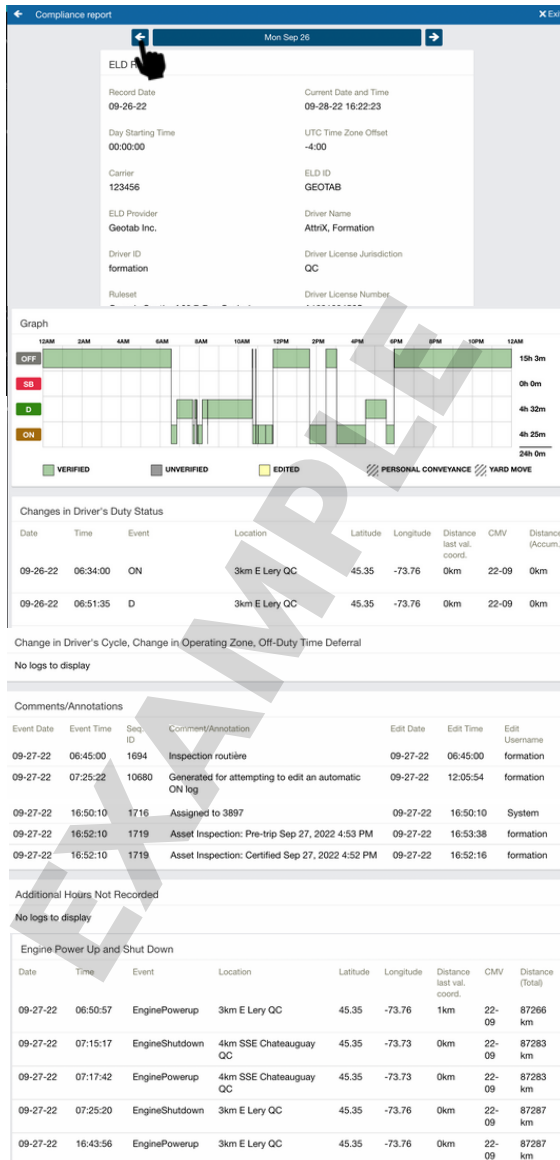 Compliance report
Exit
Mon Sep 26
ELD R
Record Date
Current Date and Time
09-26-22
09-28-22 16:22:23
Day Starting Time
UTC Time Zone Offset
00:00:00
-4:00
Carrier
ELD ID
123456
GEOTAB
ELD Provider
Driver Name
Geotab Inc.
AttriX, Formation
Driver ID
Driver License Jurisdiction
formation
QC
Ruleset
Driver License Number
Graph
12AM 2AM 4AM 6AM 8AM 10AM 12PM 2PM 4PM 6PM 8PM 10PM 12AM
OFF 15h 3m
SB 0h 0m
D 4h 32m
ON 4h 25m
24h 0m
VERIFIED UNVERIFIED EDITED PERSONAL CONVEYANCE YARD MOVE
Changes in Driver's Duty Status
Date Time Event Location Latitude Longitude Distance last val. coord. CMV Distance (Accum.
09-26-22 06:34:00 ON 3km E Lery QC 45.35 -73.76 0km 22-09 0km
09-26-22 06:51:35 D 3km E Lery QC 45.35 -73.76 0km 22-09 0km
Change in Driver's Cycle, Change in Operating Zone, Off-Duty Time Deferral
No logs to display
Comments/Annotations
Event Date Event Time Seq. ID Comment/Annotation Edit Date Edit Time Edit Username
09-27-22 06:45:00 1694 Inspection routière 09-27-22 06:45:00 formation
09-27-22 07:25:22 10680 Generated for attempting to edit an automatic 09-27-22 12:05:54 formation
ON log
09-27-22 16:50:10 1716 Assigned to 3897 09-27-22 16:50:10 System
09-27-22 16:52:10 1719 Asset Inspection: Pre-trip Sep 27, 2022 4:53 PM 09-27-22 16:53:38 formation
09-27-22 16:52:10 1719 Asset Inspection: Certified Sep 27, 2022 4:52 PM 09-27-22 16:52:16 formation
Additional Hours Not Recorded
No logs to display
Engine Power Up and Shut Down
Date Time Event Location Latitude Longitude Distance last val. coord. CMV Distance (Total)
09-27-22 06:50:57 EnginePowerup 3km E Lery QC 45.35 -73.76 1km 22-09 87266 km
09-27-22 07:15:17 EngineShutdown 4km SSE Chateauguay QC 45.35 -73.73 0km 22-09 87283 km
09-27-22 07:17:42 EnginePowerup 4km SSE Chateauguay QC 45.35 -73.73 0km 22-09 87283 km
09-27-22 07:25:20 EngineShutdown 3km E Lery QC 45.35 -73.76 0km 22-09 87287 km
09-27-22 16:43:56 EnginePowerup 3km E Lery QC 45.35 -73.76 0km 22-09 87287 km
EXAMPLE